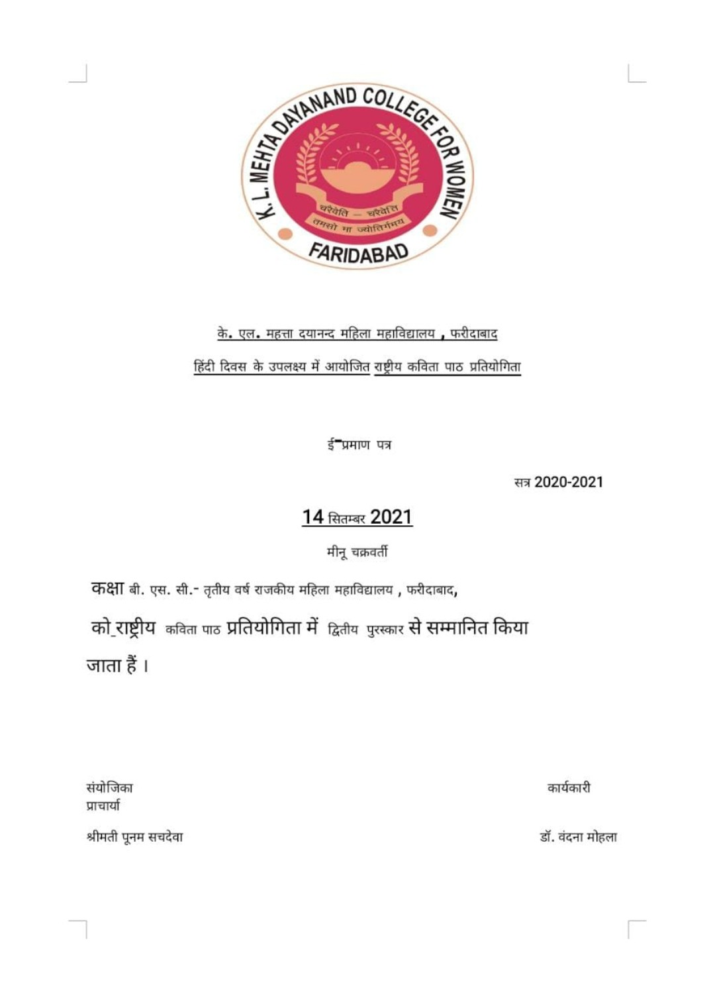 K. L. MEHTA DAYANAND COLLEGE FOR WOMEN
चरैवेति – चरैवेति
तमसो मा ज्योतिर्गमय
FARIDABAD
के. एल. महत्ता दयानन्द महिला महाविद्यालय , फरीदाबाद
हिंदी दिवस के उपलक्ष्य में आयोजित राष्ट्रीय कविता पाठ प्रतियोगिता
ई-प्रमाण पत्र
सत्र 2020-2021
14 सितम्बर 2021
मीनू चक्रवर्ती
कक्षा बी. एस. सी.- तृतीय वर्ष राजकीय महिला महाविद्यालय , फरीदाबाद,
को_राष्ट्रीय कविता पाठ प्रतियोगिता में द्वितीय पुरस्कार से सम्मानित किया
जाता हैं ।
संयोजिका कार्यकारी
प्राचार्या
श्रीमती पूनम सचदेवा डॉ. वंदना मोहला